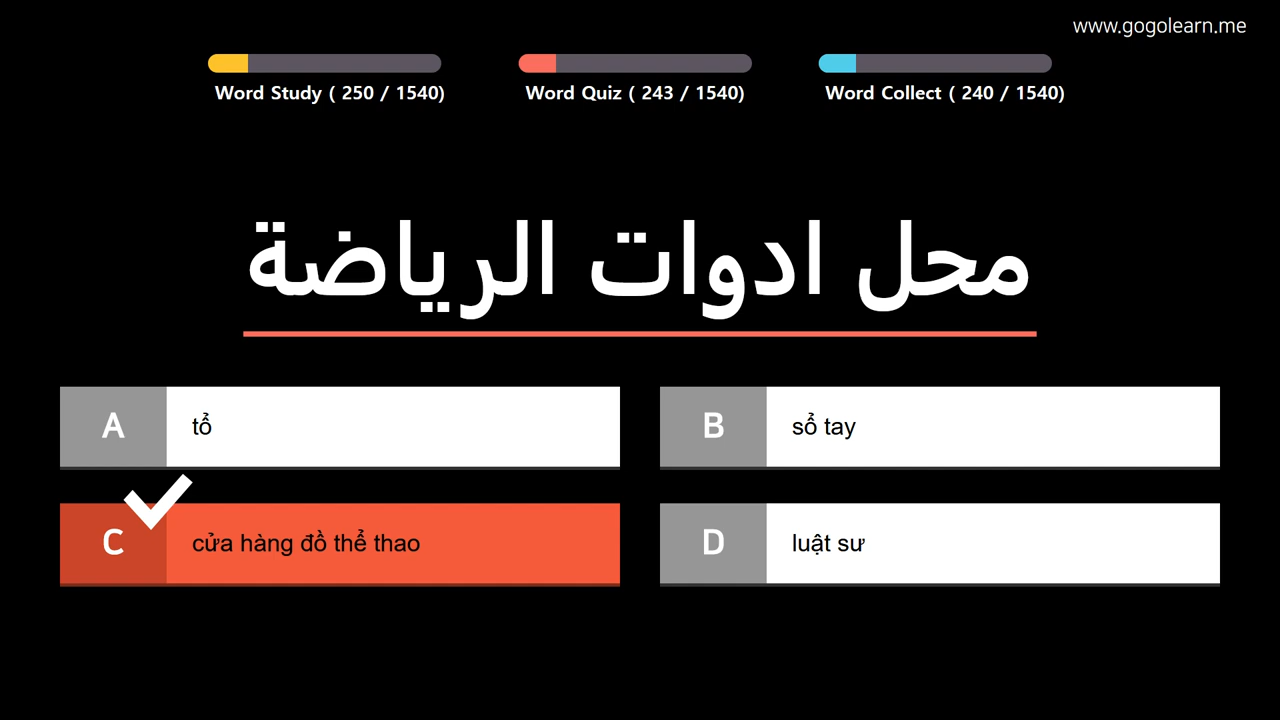 www.gogolearn.me
Word Study ( 250 / 1540)
Word Quiz ( 243 / 1540)
Word Collect ( 240 / 1540)
محل ادوات الرياضة
A
tổ
B
sổ tay
C
cửa hàng đồ thể thao
D
luật sư